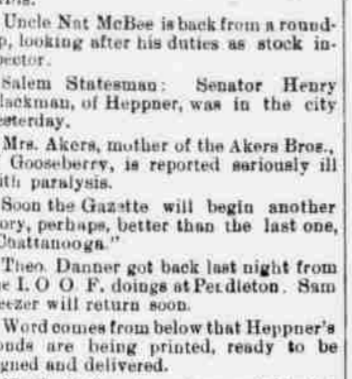 Uncle Nat McBee is back from a round-
p, looking after his duties as stock in-
pector.
Salem Statesman: Senator Henry
lackman, of Heppner, was in the city
esterday.
Mrs. Akers, mother of the Akers Bros.,
Gooseberry, is reported seriously ill
ith paralysis.
Soon the Gazette will begin another
ory, perhaps, better than the last one,
Chattanooga."
Theo. Danner got back last night from
e I. O O F. doings at Pendleton. Sam
eezer will return soon.
Word comes from below that Heppner's
onds are being printed, ready to be
igned and delivered.